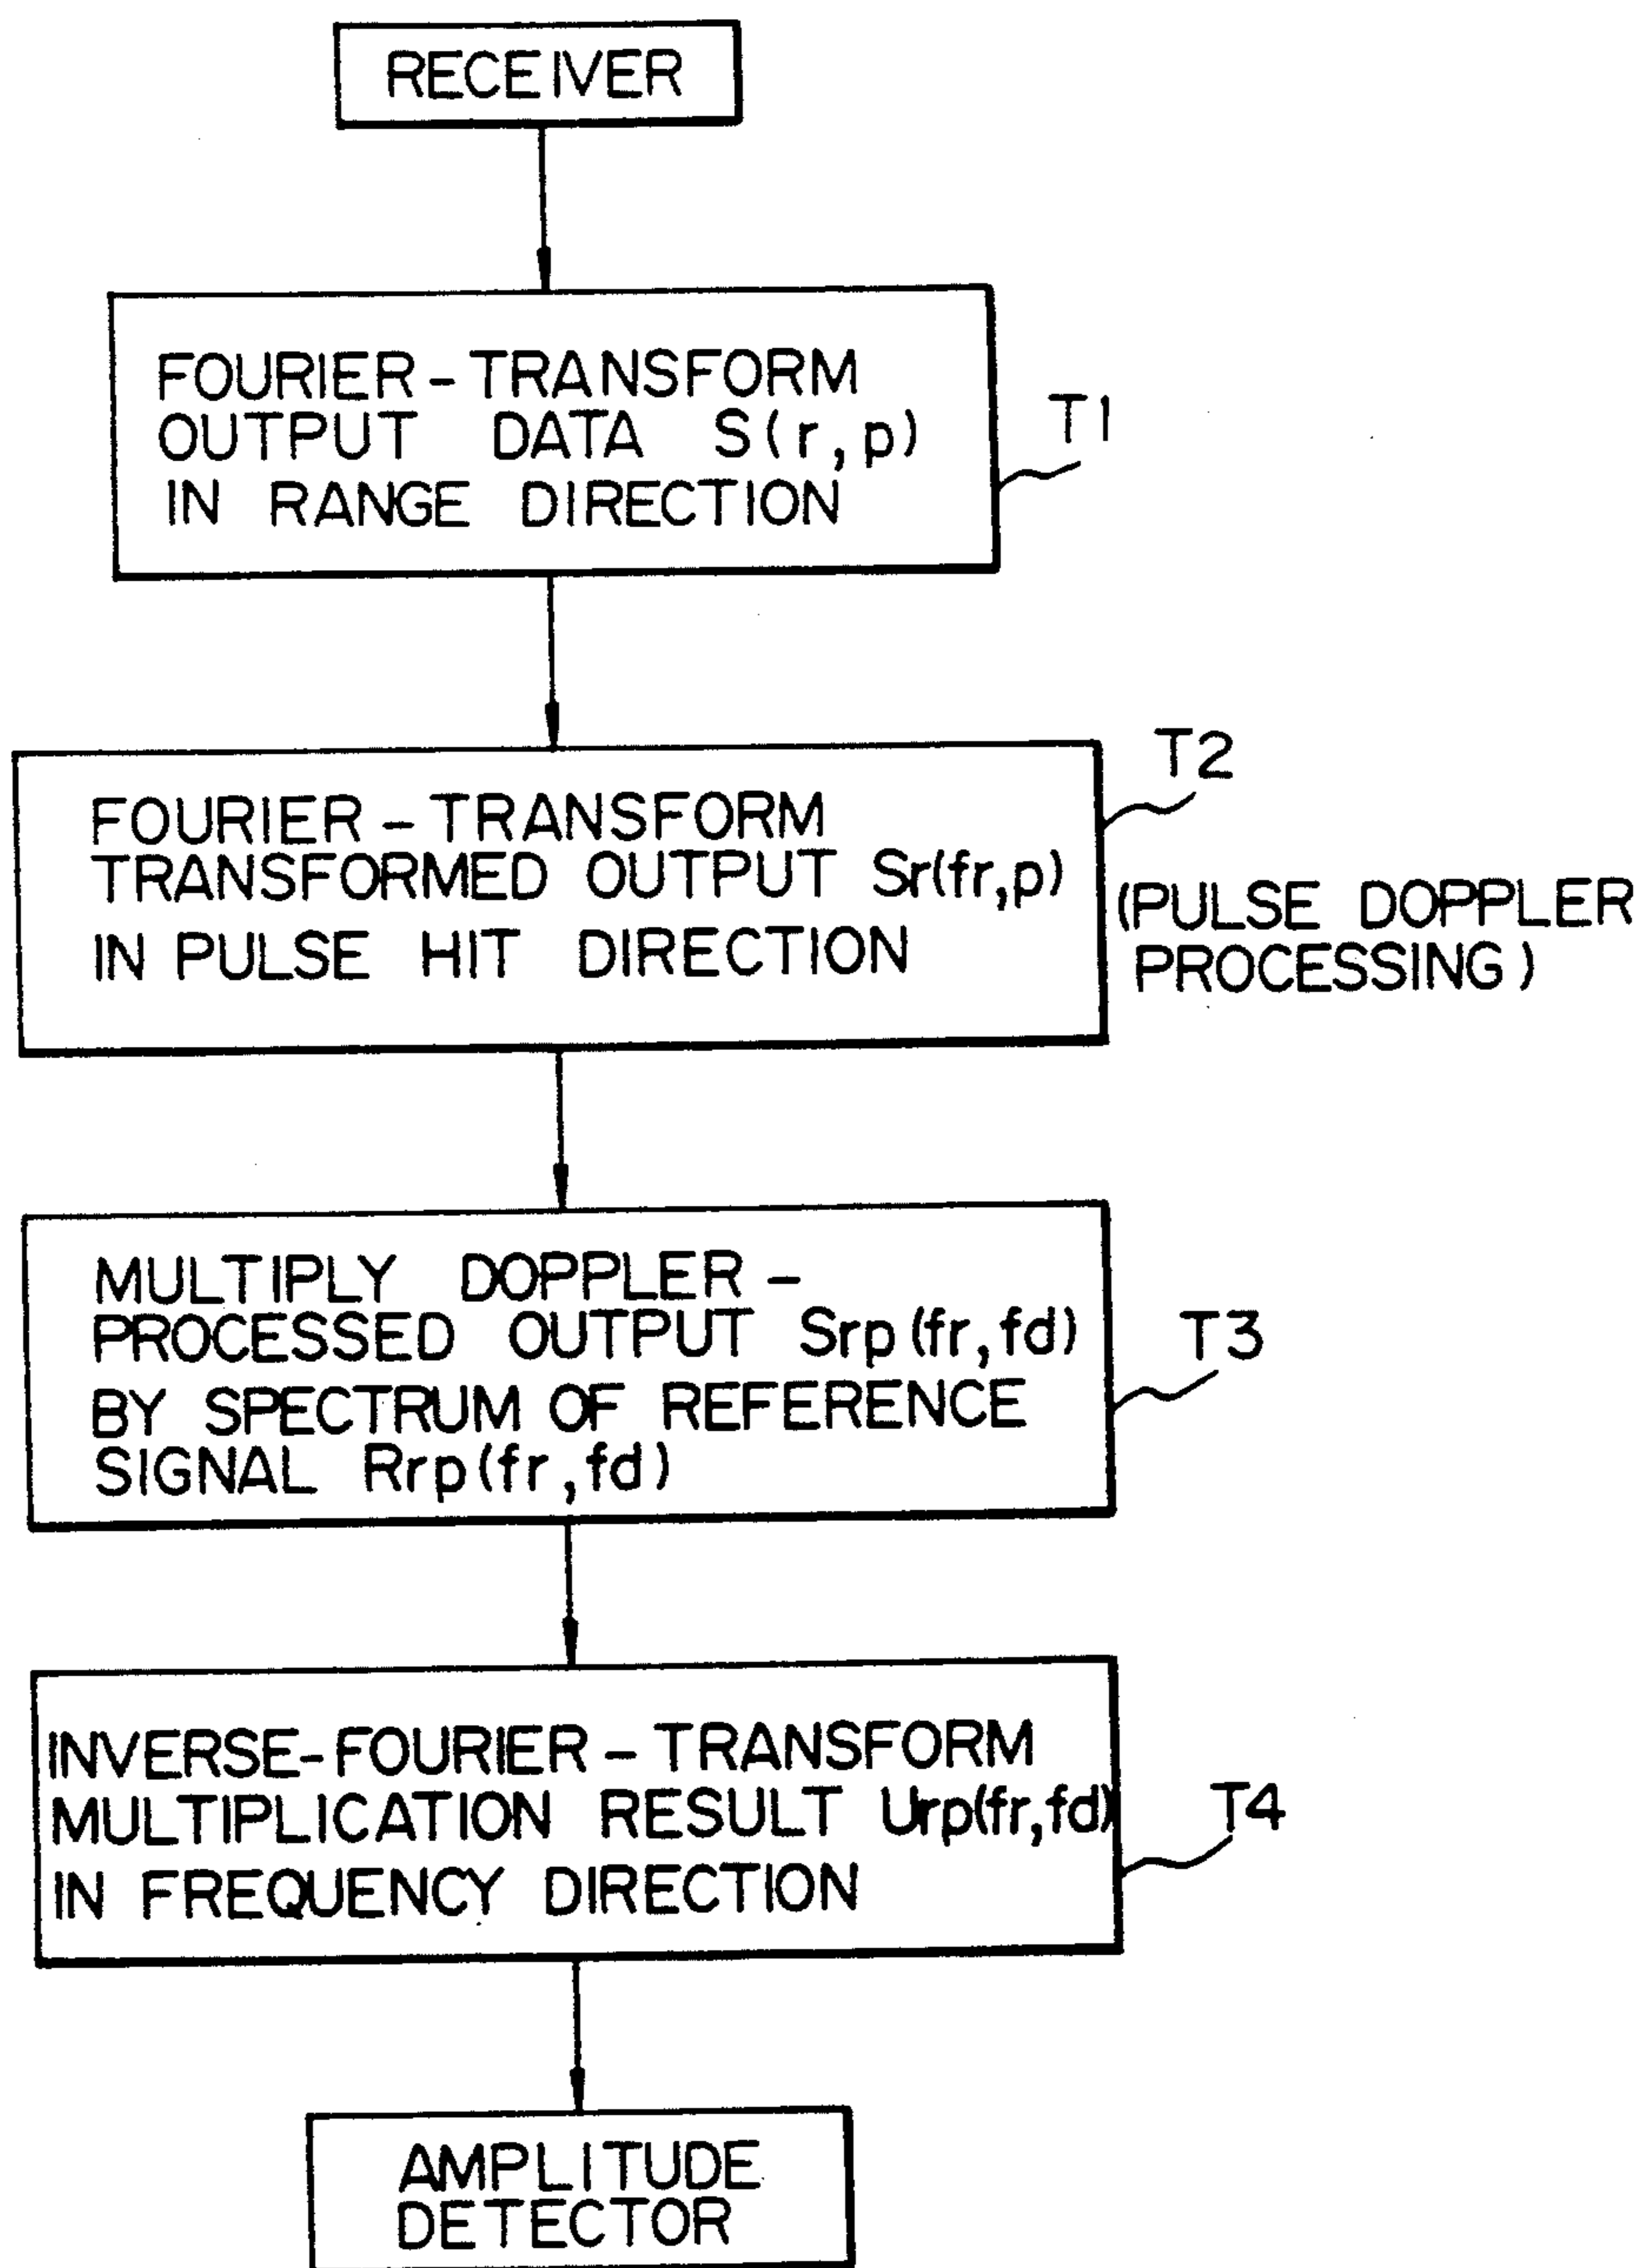 RECEIVER
FOURIER-TRANSFORM
OUTPUT DATA S(r,p)
IN RANGE DIRECTION
T1
T2
FOURIER-TRANSFORM
TRANSFORMED OUTPUT Sr(fr,p)
IN PULSE HIT DIRECTION
(PULSE DOPPLER
PROCESSING)
MULTIPLY DOPPLER-
PROCESSED OUTPUT Srp(fr,fd)
BY SPECTRUM OF REFERENCE
SIGNAL Rrp(fr,fd)
T3
INVERSE-FOURIER-TRANSFORM
MULTIPLICATION RESULT Urp(fr,fd)
IN FREQUENCY DIRECTION
T4
AMPLITUDE
DETECTOR